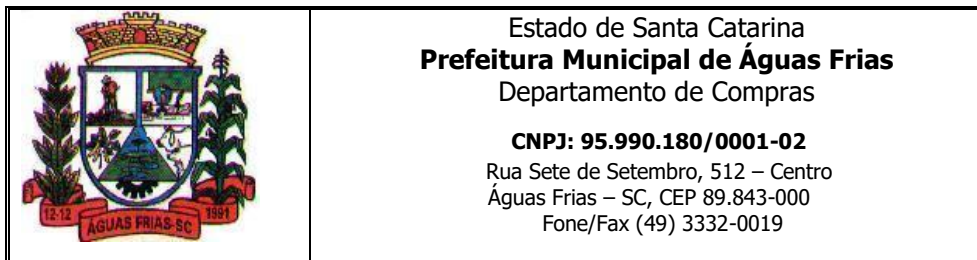 12-12
ÁGUAS FRIAS-SC
1991
Estado de Santa Catarina
Prefeitura Municipal de Águas Frias
Departamento de Compras
CNPJ: 95.990.180/0001-02
Rua Sete de Setembro, 512 – Centro
Águas Frias – SC, CEP 89.843-000
Fone/Fax (49) 3332-0019